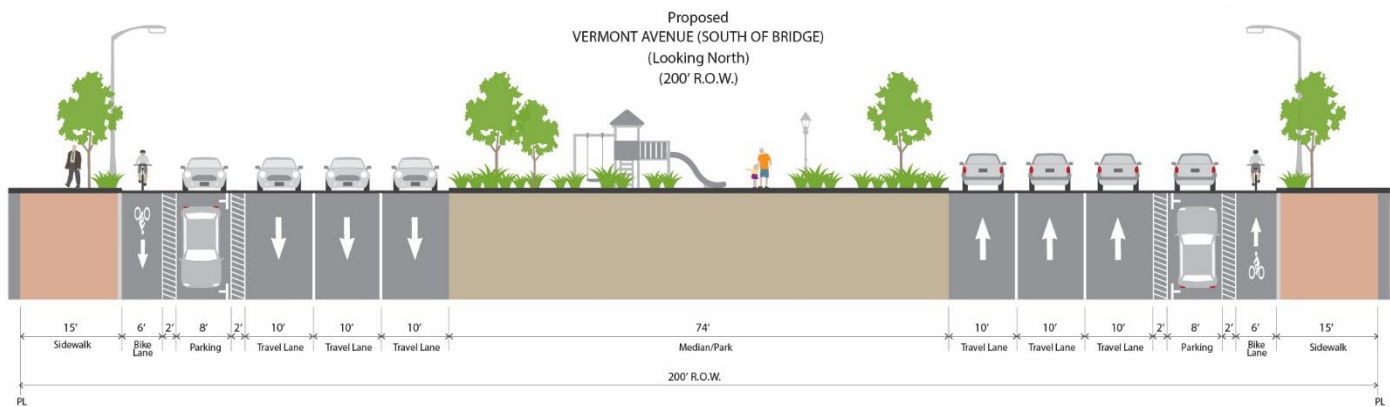 Proposed
VERMONT AVENUE (SOUTH OF BRIDGE)
(Looking North)
(200' R.O.W.)
15' 6' 2' 8' 2' 10' 10' 10' 74' 10' 10' 10' 2' 8' 2' 6' 15'
Sidewalk Bike Parking Travel Lane Travel Lane Travel Lane Median/Park Travel Lane Travel Lane Travel Lane Parking Bike Sidewalk
Lane Lane
200' R.O.W.
PL PL